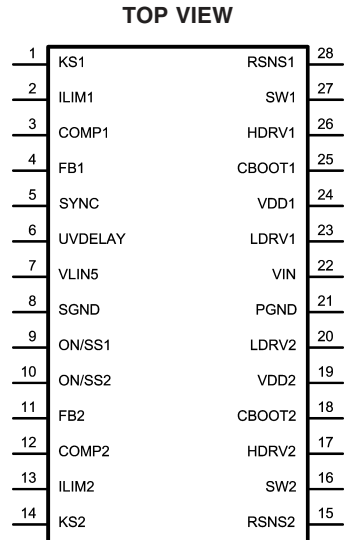 TOP VIEW
1 KS1 RSNS1 28
2 ILIM1 SW1 27
3 COMP1 HDRV1 26
4 FB1 CBOOT1 25
5 SYNC VDD1 24
6 UVDELAY LDRV1 23
7 VLIN5 VIN 22
8 SGND PGND 21
9 ON/SS1 LDRV2 20
10 ON/SS2 VDD2 19
11 FB2 CBOOT2 18
12 COMP2 HDRV2 17
13 ILIM2 SW2 16
14 KS2 RSNS2 15